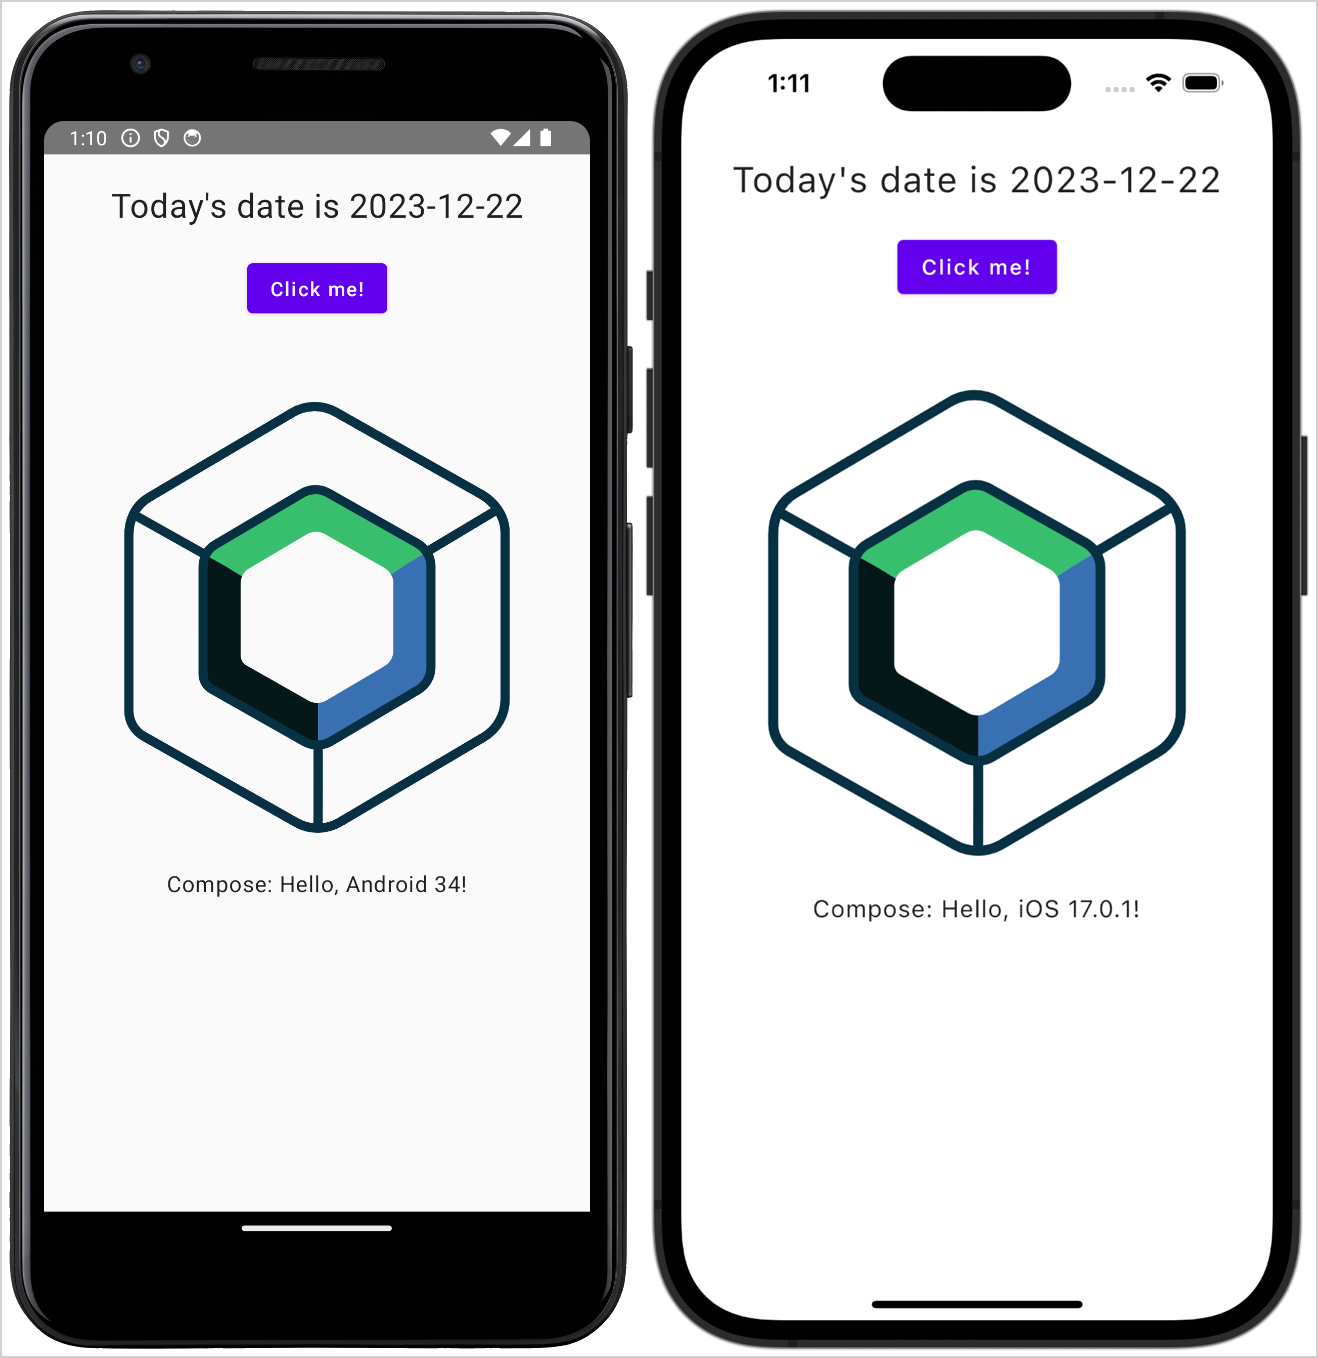 1:10
Today's date is 2023-12-22
Click me!
Compose: Hello, Android 34!
1:11
Today's date is 2023-12-22
Click me!
Compose: Hello, iOS 17.0.1!